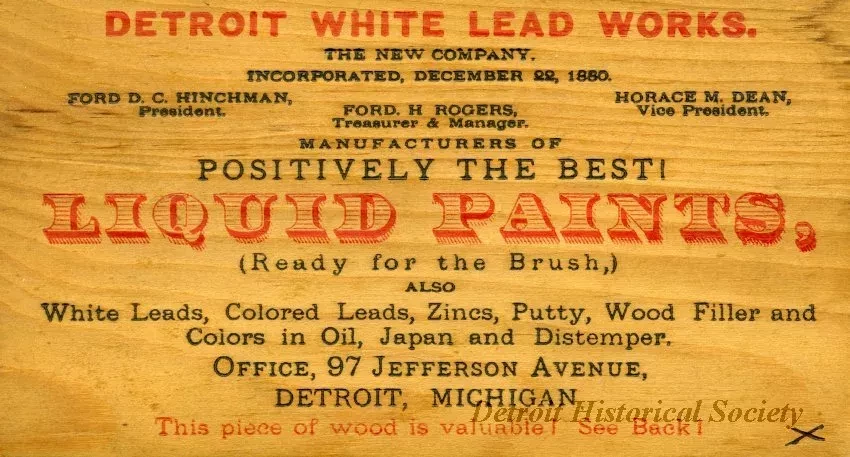 DETROIT WHITE LEAD WORKS.
THE NEW COMPANY.
INCORPORATED, DECEMBER 22, 1880.
FORD D. C. HINCHMAN,
President.
FORD. H ROGERS,
Treasurer & Manager.
HORACE M. DEAN,
Vice President.
MANUFACTURERS OF
POSITIVELY THE BEST!
LIQUID PAINTS,
(Ready for the Brush,)
ALSO
White Leads, Colored Leads, Zincs, Putty, Wood Filler and
Colors in Oil, Japan and Distemper.
OFFICE, 97 JEFFERSON AVENUE,
DETROIT, MICHIGAN
Detroit Historical Society
This piece of wood is valuable! See Back!